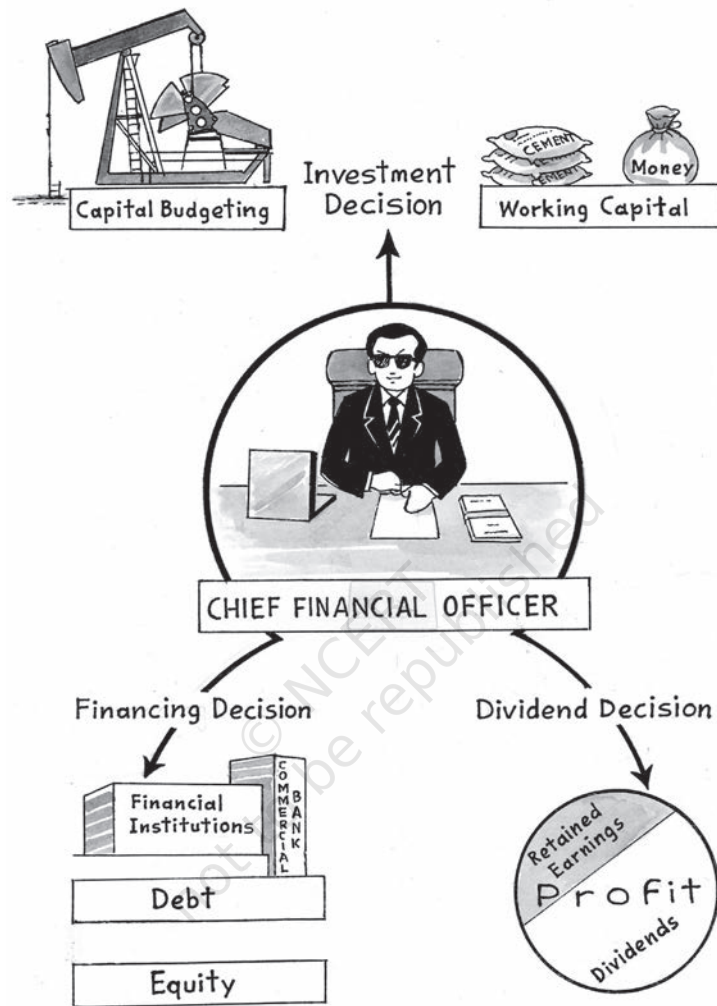 CEMENT
CEMENT
CEMENT
Money
Capital Budgeting
Investment
Decision
Working Capital
CHIEF FINANCIAL OFFICER
© NCERT
not to be republished
Financing Decision
Dividend Decision
Financial
Institutions
COMMERCIAL
BANK
Debt
Equity
Retained
Earnings
Profit
Dividends